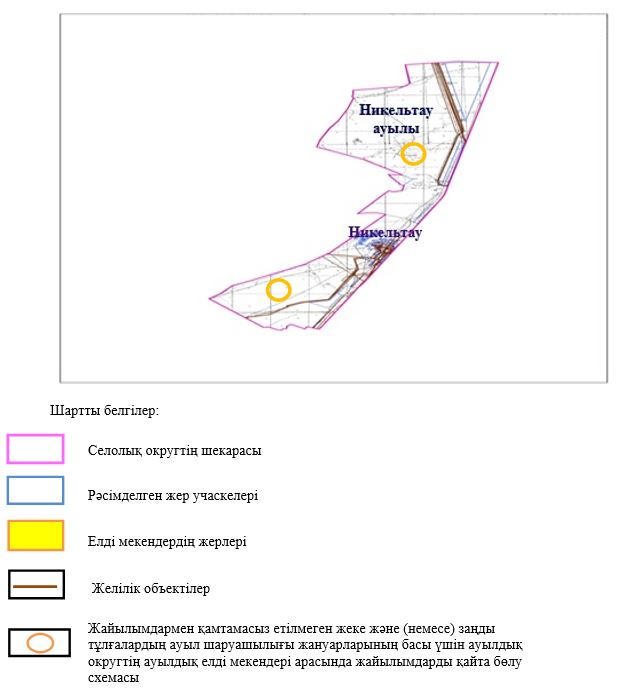 Никельтау
ауылы
Никельтау
Шартты белгілер:
Селолық округтің шекарасы
Рәсімделген жер учаскелері
Елді мекендердің жерлері
Желілік объектілер
Жайылымдармен қамтамасыз етілмеген жеке және (немесе) заңды
тұлғалардың ауыл шаруашылығы жануарларының басы үшін ауылдық
округтің ауылдық елді мекендері арасында жайылымдарды қайта бөлу
схемасы